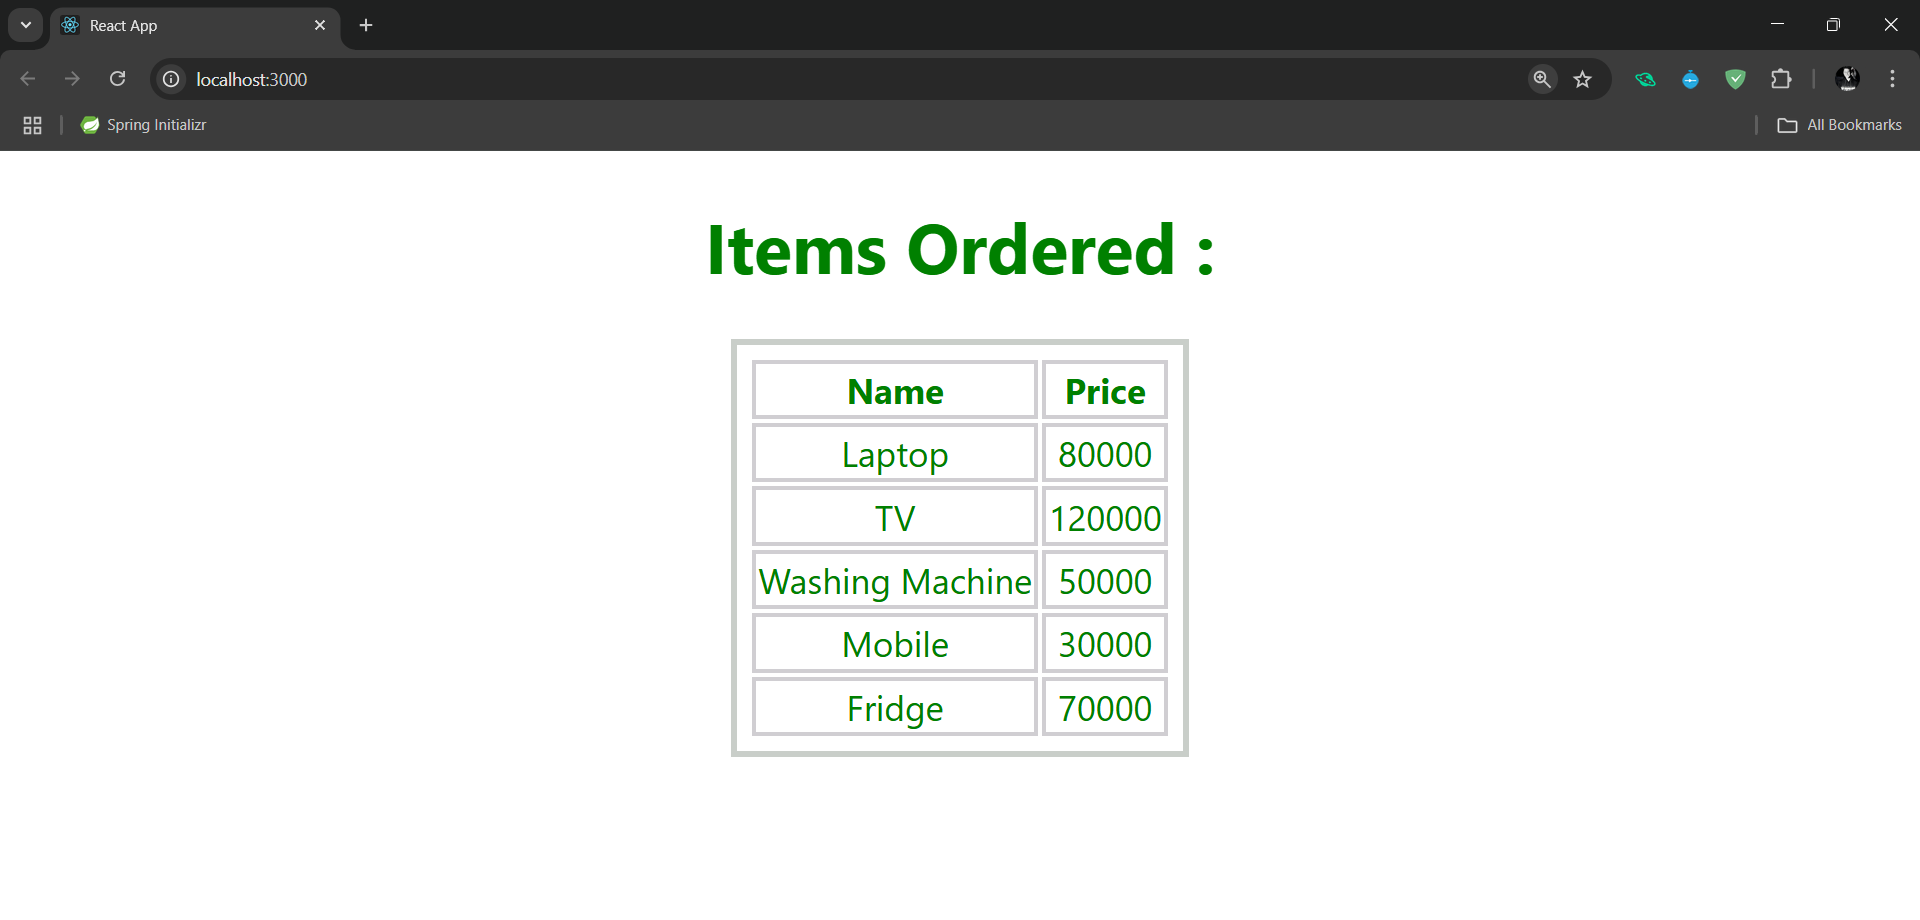 React App
localhost:3000
Spring Initializr
All Bookmarks
Items Ordered :
Name Price
Laptop 80000
TV 120000
Washing Machine 50000
Mobile 30000
Fridge 70000